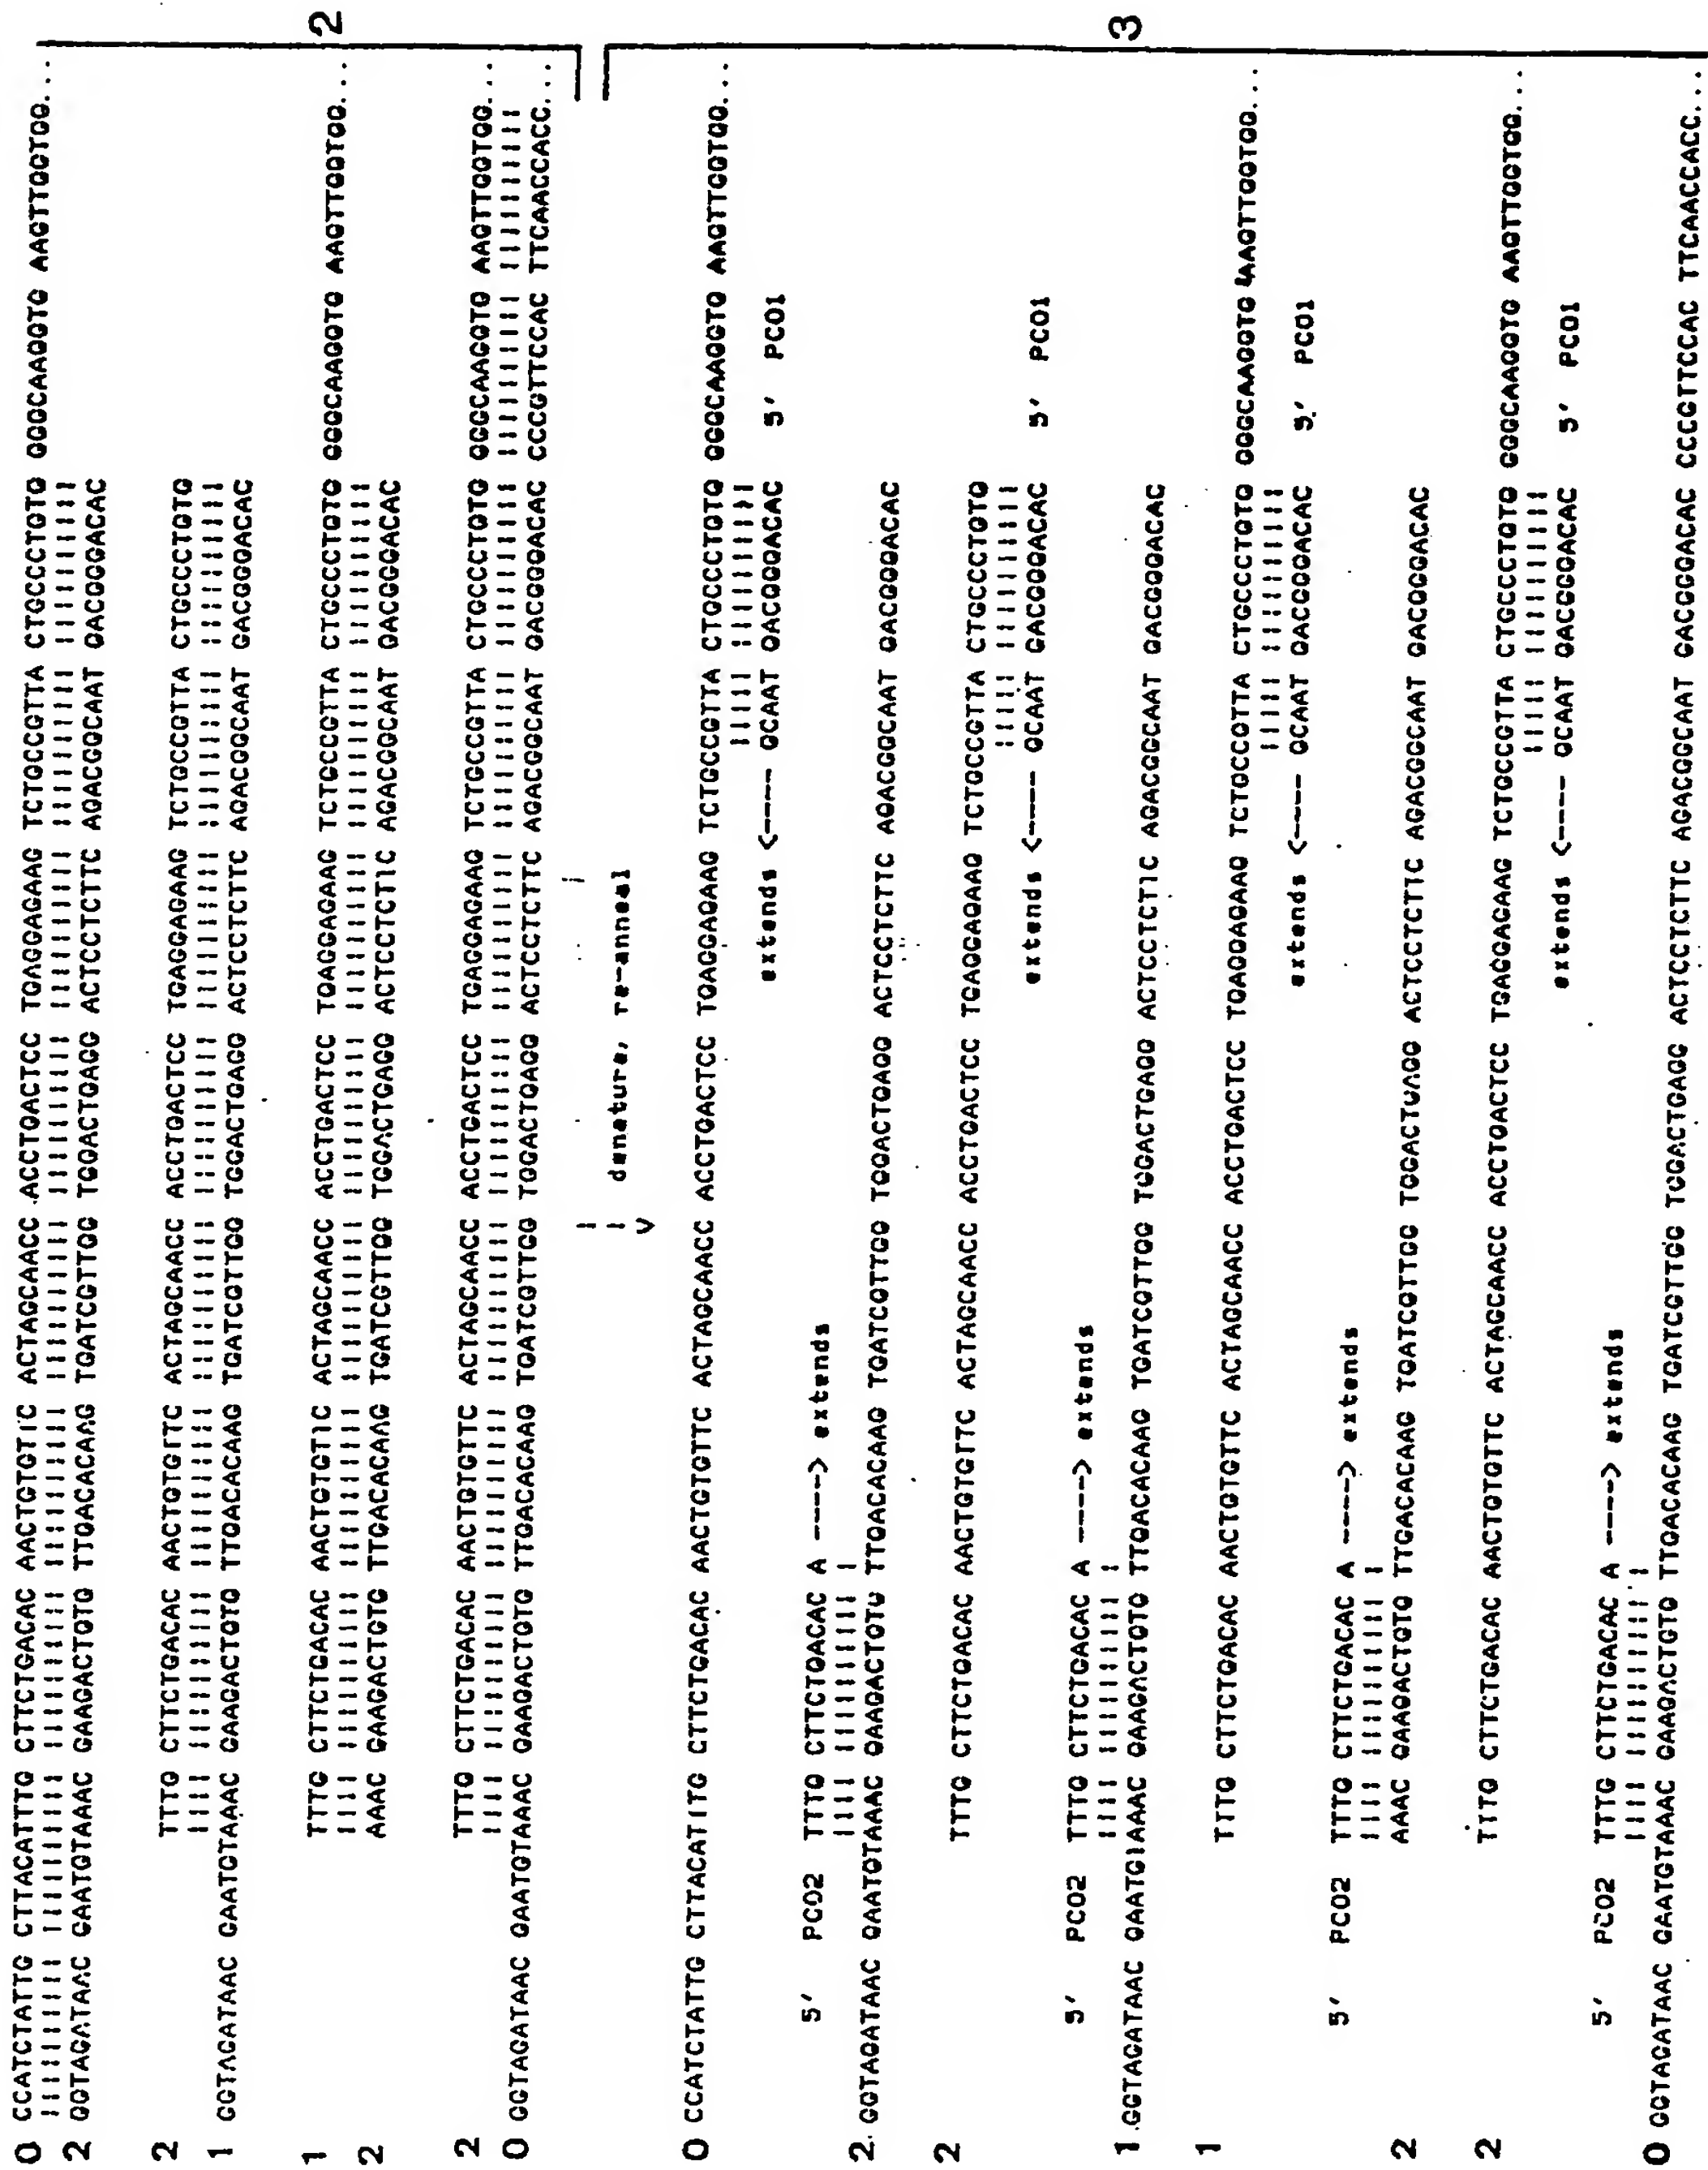 0 CCATCTATTG CTTACATTTG CTTCTGACAC AACTGTGTTC ACTAGCAACC ACCTGACTCC TGAGGAGAAG TCTGCCGTTA CTGCCCTGTG GGGCAAGGTG AAGTTGGTGG...
2 GGTAGATAAC GAATGTAAAC GAAGACTGTG TTGACACAAG TGATCGTTGG TGGACTGAGG ACTCCTCTTC AGACGGCAAT GACGGGACAC
2 TTTG CTTCTGACAC AACTGTGTTC ACTAGCAACC ACCTGACTCC TGAGGAGAAG TCTGCCGTTA CTGCCCTGTG
1 GGTAGATAAC GAATGTAAAC GAAGACTGTG TTGACACAAG TGATCGTTGG TGGACTGAGG ACTCCTCTTC AGACGGCAAT GACGGGACAC
1 TTTG CTTCTGACAC AACTGTGTTC ACTAGCAACC ACCTGACTCC TGAGGAGAAG TCTGCCGTTA CTGCCCTGTG GGGCAAGGTG AAGTTGGTGG...
2 AAAC GAAGACTGTG TTGACACAAG TGATCGTTGG TGGACTGAGG ACTCCTCTTC AGACGGCAAT GACGGGACAC
2 TTTG CTTCTGACAC AACTGTGTTC ACTAGCAACC ACCTGACTCC TGAGGAGAAG TCTGCCGTTA CTGCCCTGTG GGGCAAGGTG AAGTTGGTGG...
0 GGTAGATAAC GAATGTAAAC GAAGACTGTG TTGACACAAG TGATCGTTGG TGGACTGAGG ACTCCTCTTC AGACGGCAAT GACGGGACAC CCCGTTCCAC TTCAACCACC...
2
denature, re-anneal
0 CCATCTATTG CTTACATTTG CTTCTGACAC AACTGTGTTC ACTAGCAACC ACCTGACTCC TGAGGAGAAG TCTGCCGTTA CTGCCCTGTG GGGCAAGGTG AAGTTGGTGG...
extends <---- GCAAT GACGGGACAC 5' PCO1
5' PCO2 TTTG CTTCTGACAC A ----> extends
2 GGTAGATAAC GAATGTAAAC GAAGACTGTG TTGACACAAG TGATCGTTGG TGGACTGAGG ACTCCTCTTC AGACGGCAAT GACGGGACAC
2 TTTG CTTCTGACAC AACTGTGTTC ACTAGCAACC ACCTGACTCC TGAGGAGAAG TCTGCCGTTA CTGCCCTGTG
extends <---- GCAAT GACGGGACAC 5' PCO1
5' PCO2 TTTG CTTCTGACAC A ----> extends
1 GGTAGATAAC GAATGTAAAC GAAGACTGTG TTGACACAAG TGATCGTTGG TGGACTGAGG ACTCCTCTTC AGACGGCAAT GACGGGACAC
3
1 TTTG CTTCTGACAC AACTGTGTTC ACTAGCAACC ACCTGACTCC TGAGGAGAAG TCTGCCGTTA CTGCCCTGTG GGGCAAGGTG AAGTTGGTGG...
extends <---- GCAAT GACGGGACAC 5' PCO1
5' PCO2 TTTG CTTCTGACAC A ----> extends
2 AAAC GAAGACTGTG TTGACACAAG TGATCGTTGG TGGACTGAGG ACTCCTCTTC AGACGGCAAT GACGGGACAC
2 TTTG CTTCTGACAC AACTGTGTTC ACTAGCAACC ACCTGACTCC TGAGGAGAAG TCTGCCGTTA CTGCCCTGTG GGGCAAGGTG AAGTTGGTGG...
extends <---- GCAAT GACGGGACAC 5' PCO1
5' PCO2 TTTG CTTCTGACAC A ----> extends
0 GGTAGATAAC GAATGTAAAC GAAGACTGTG TTGACACAAG TGATCGTTGG TGGACTGAGG ACTCCTCTTC AGACGGCAAT GACGGGACAC CCCGTTCCAC TTCAACCACC...